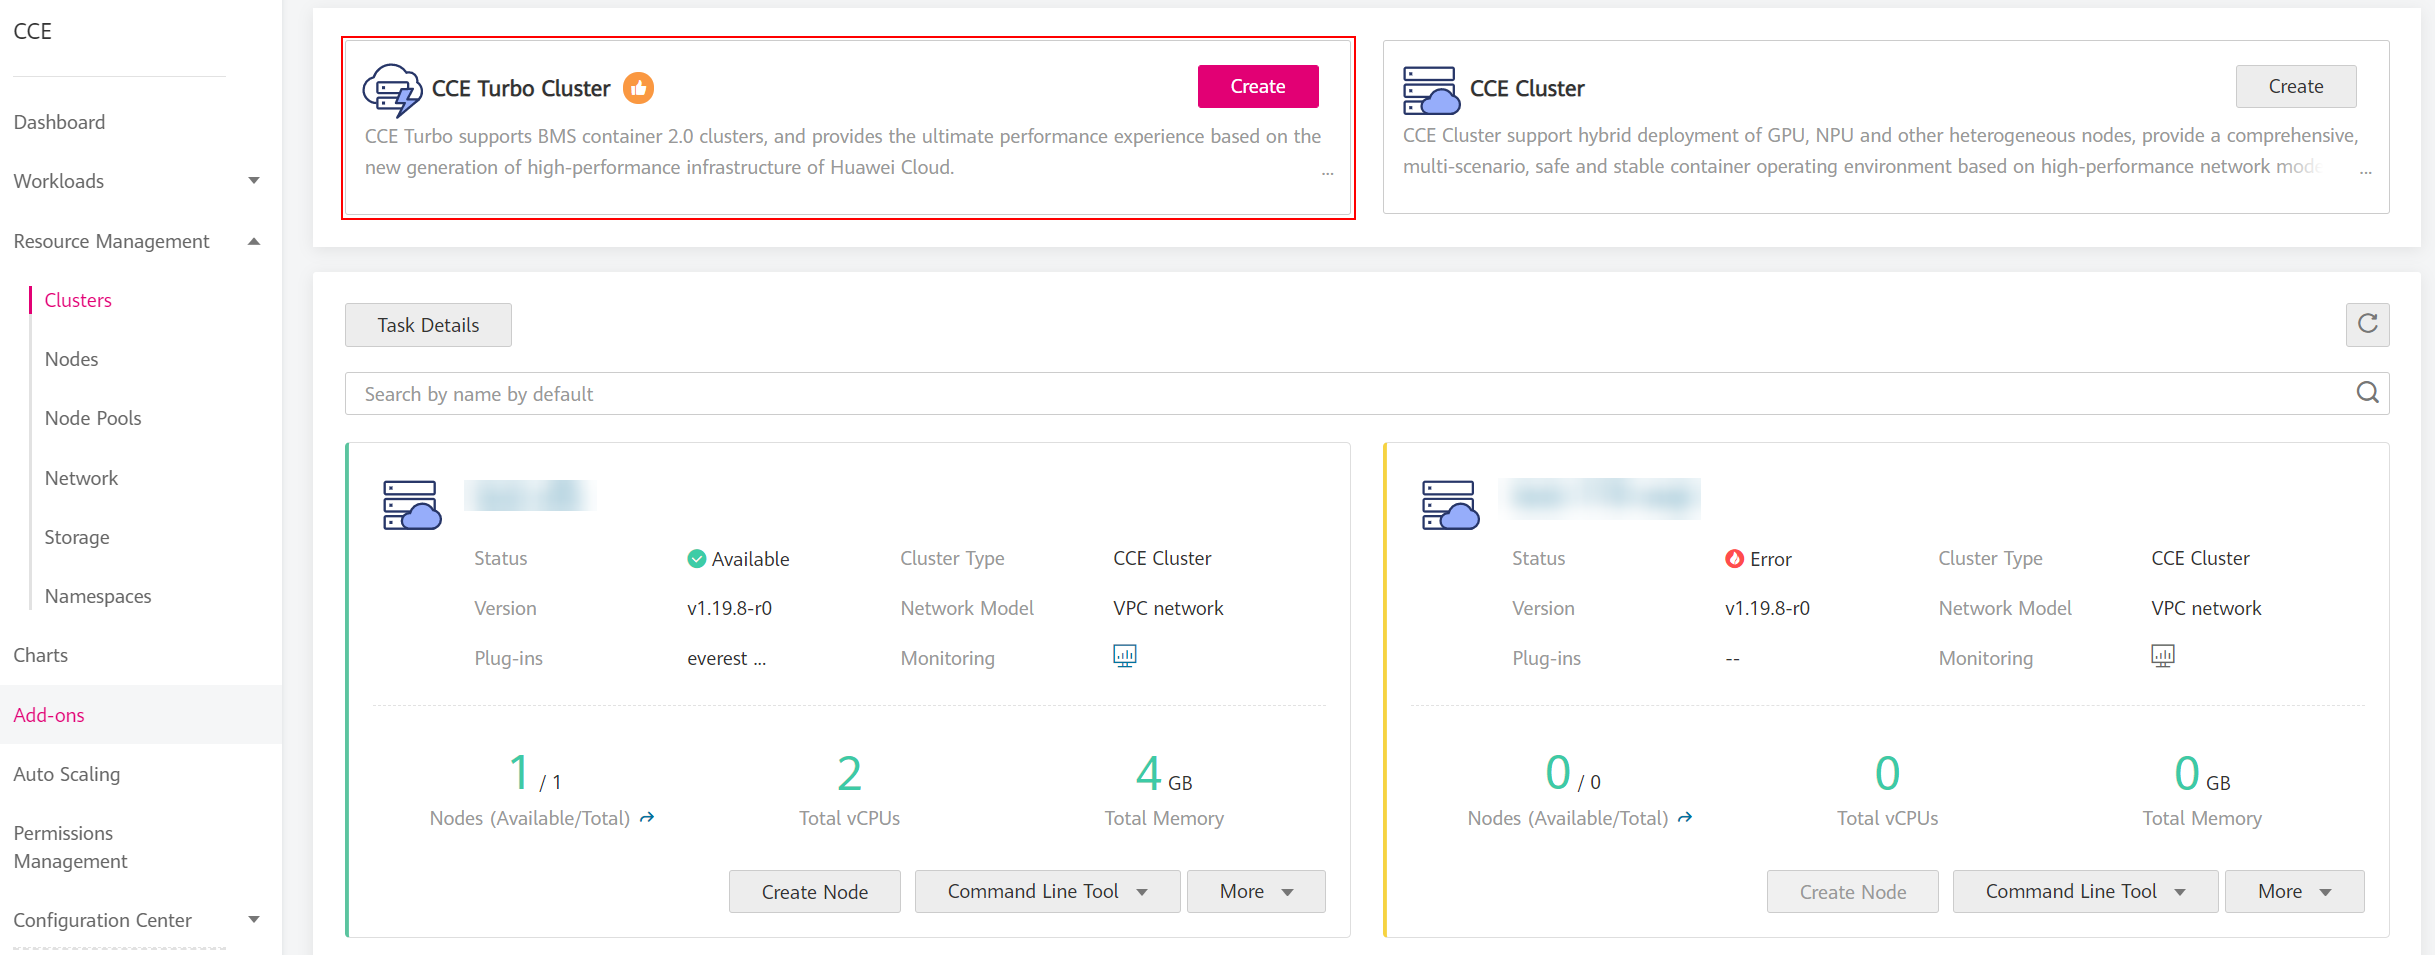 CCE
Dashboard
Workloads
Resource Management
Clusters
Nodes
Node Pools
Network
Storage
Namespaces
Charts
Add-ons
Auto Scaling
Permissions
Management
Configuration Center
CCE Turbo Cluster
Create
CCE Turbo supports BMS container 2.0 clusters, and provides the ultimate performance experience based on the
new generation of high-performance infrastructure of Huawei Cloud.
...
CCE Cluster
Create
CCE Cluster support hybrid deployment of GPU, NPU and other heterogeneous nodes, provide a comprehensive,
multi-scenario, safe and stable container operating environment based on high-performance network mode
...
Task Details
Search by name by default
Status Available Cluster Type CCE Cluster
Version v1.19.8-r0 Network Model VPC network
Plug-ins everest ... Monitoring
1 / 1 2 4 GB
Nodes (Available/Total) Total vCPUs Total Memory
Create Node Command Line Tool More
Status Error Cluster Type CCE Cluster
Version v1.19.8-r0 Network Model VPC network
Plug-ins -- Monitoring
0 / 0 0 0 GB
Nodes (Available/Total) Total vCPUs Total Memory
Create Node Command Line Tool More